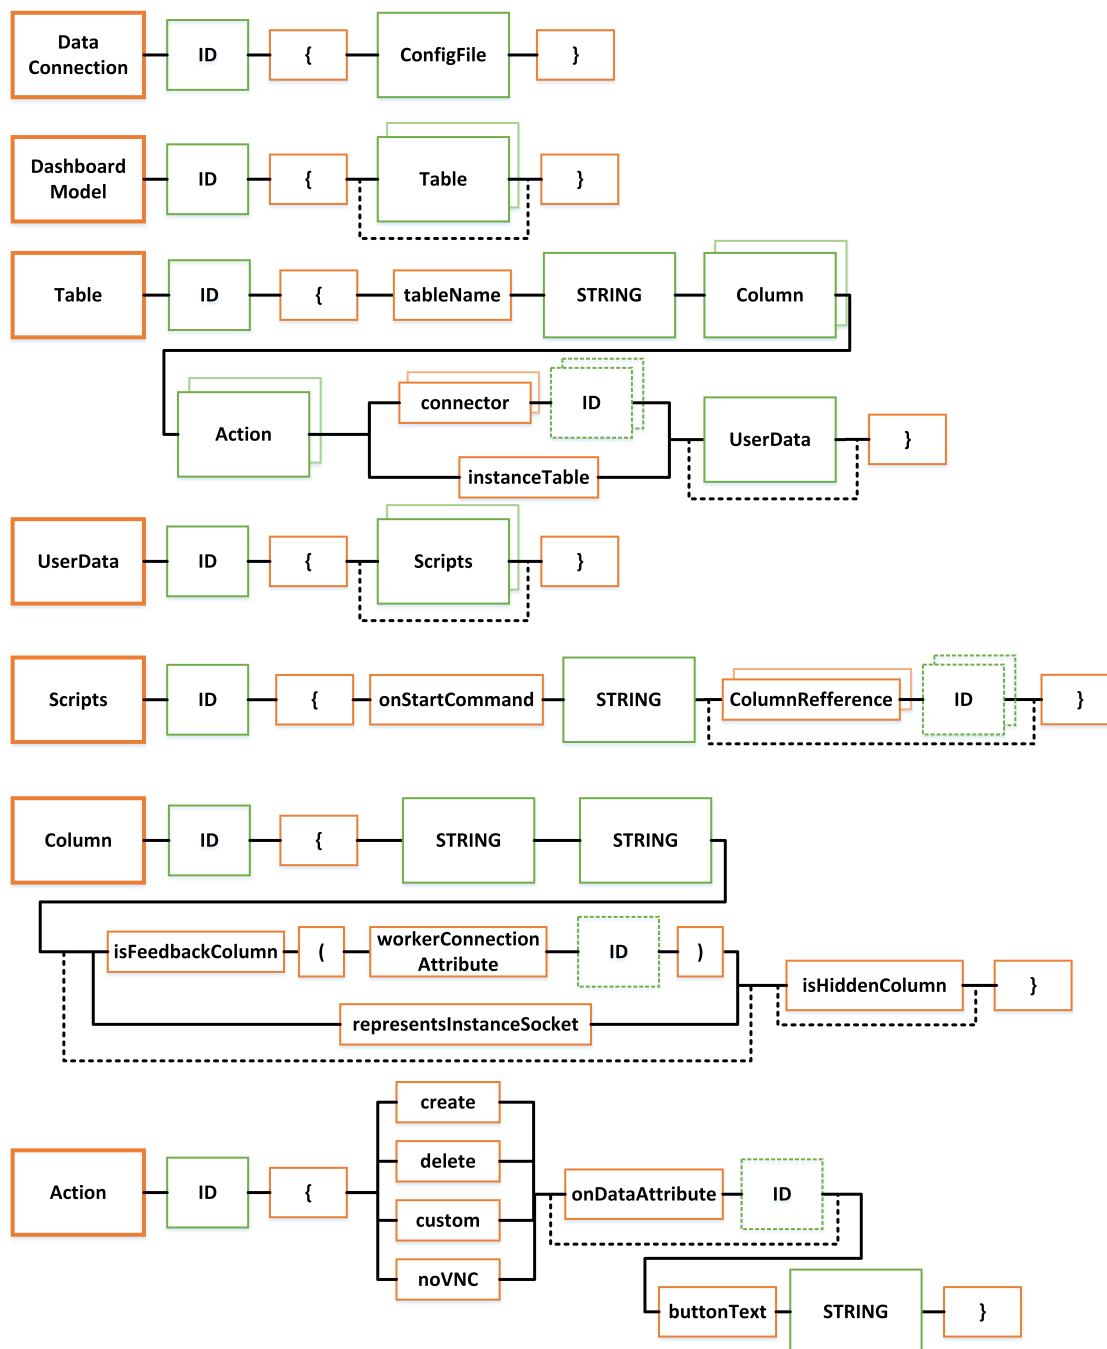 Data
Connection
ID
{
ConfigFile
}
Dashboard
Model
ID
{
Table
}
Table
ID
{
tableName
STRING
Column
Action
connector
ID
instanceTable
UserData
}
UserData
ID
{
Scripts
}
Scripts
ID
{
onStartCommand
STRING
ColumnRefference
ID
}
Column
ID
{
STRING
STRING
isFeedbackColumn
(
workerConnection
Attribute
ID
)
representsInstanceSocket
isHiddenColumn
}
Action
ID
{
create
delete
custom
noVNC
onDataAttribute
ID
buttonText
STRING
}